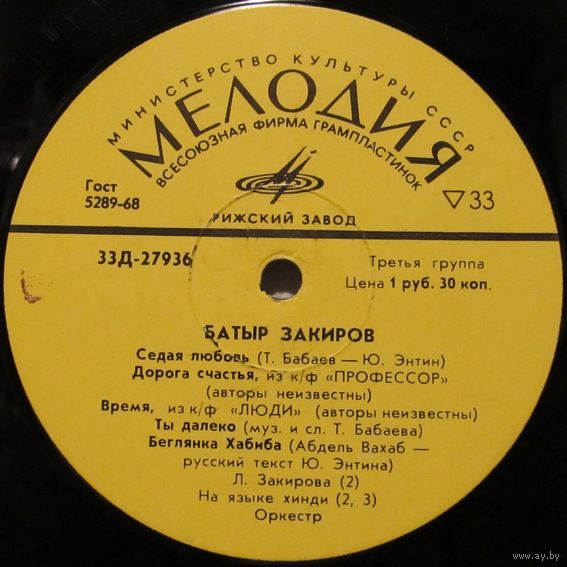 МИНИСТЕРСТВО КУЛЬТУРЫ СССР
МЕЛОДИЯ
ВСЕСОЮЗНАЯ ФИРМА ГРАМПЛАСТИНОК
Гост
5289-68
33
РИЖСКИЙ ЗАВОД
33Д-27936
Третья группа
Цена 1 руб. 30 коп.
БАТЫР ЗАКИРОВ
Седая любовь (Т. Бабаев — Ю. Энтин)
Дорога счастья, из к/ф «ПРОФЕССОР»
(авторы неизвестны)
Время, из к/ф «ЛЮДИ» (авторы неизвестны)
Ты далеко (муз. и сл. Т. Бабаева)
Беглянка Хабиба (Абдель Вахаб —
русский текст Ю. Энтина)
Л. Закирова (2)
На языке хинди (2, 3)
Оркестр
www.ay.by